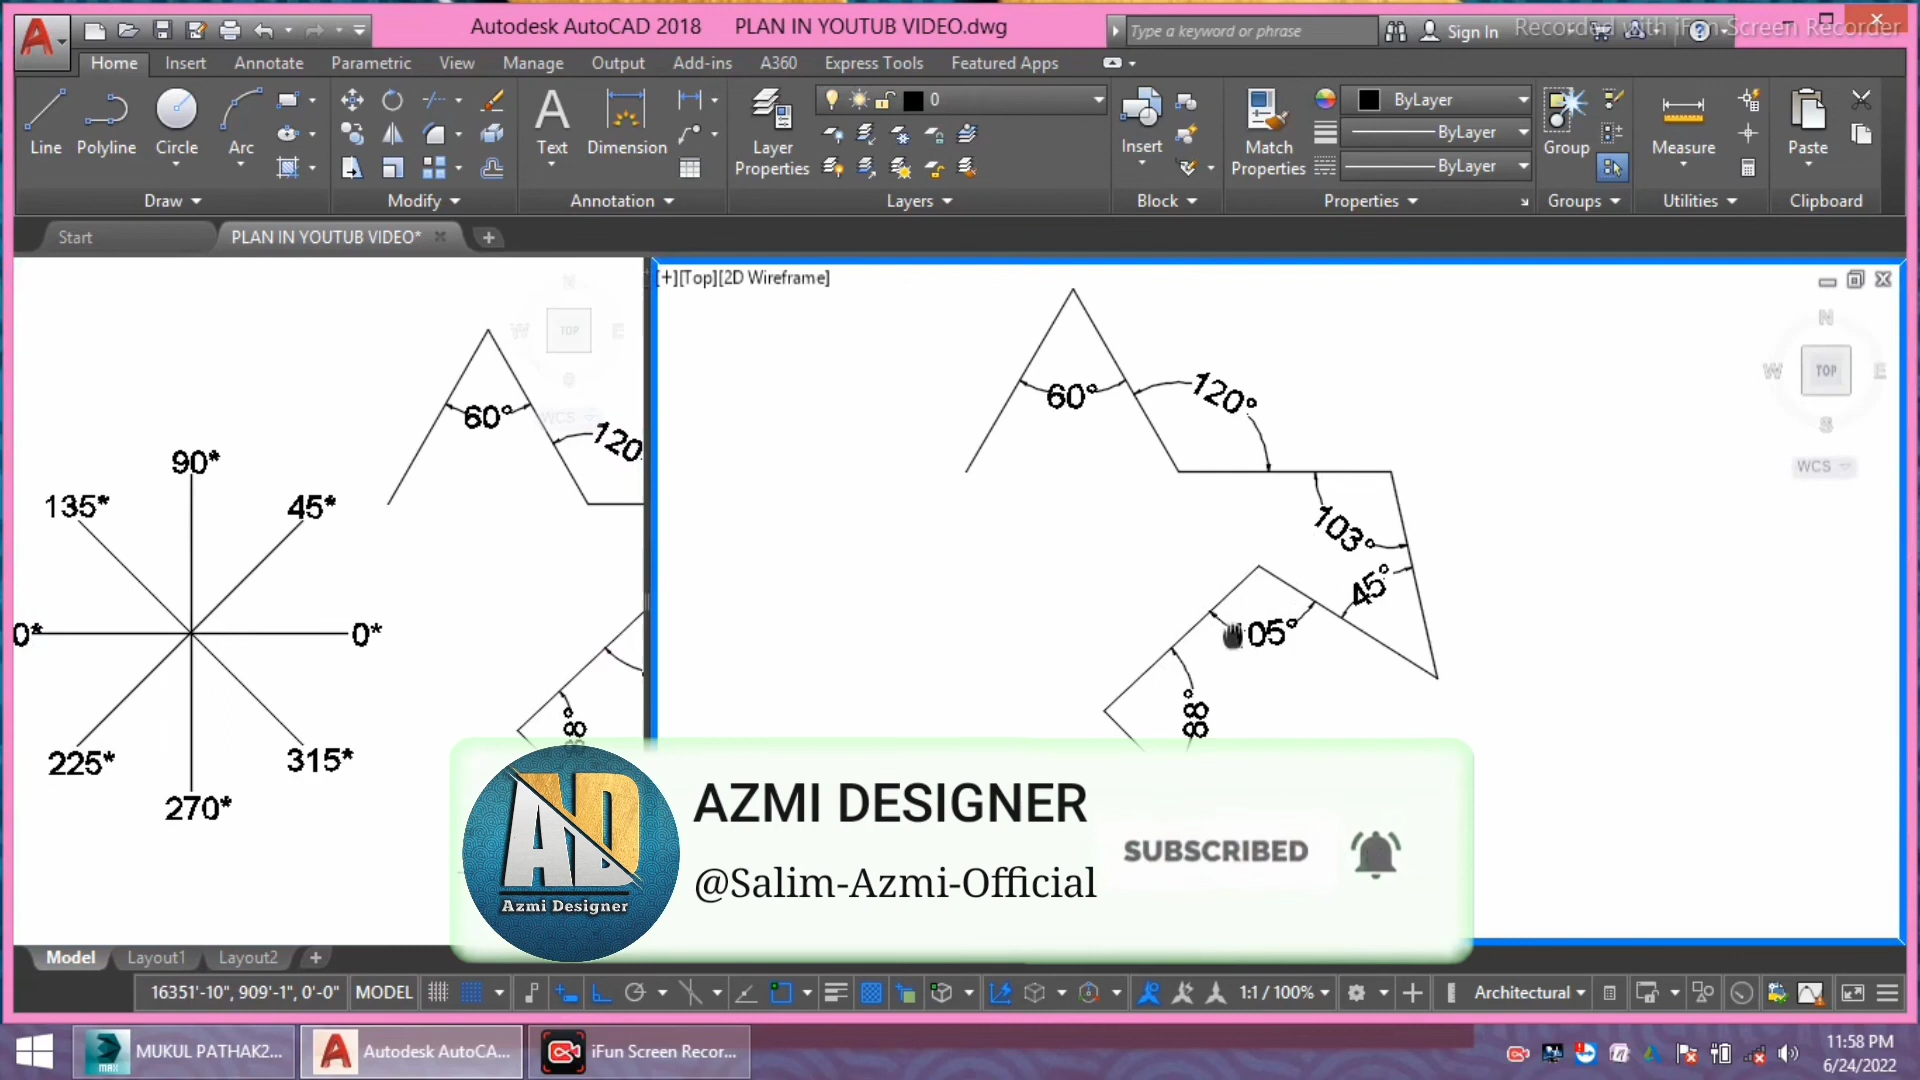 Autodesk AutoCAD 2018 PLAN IN YOUTUB VIDEO.dwg
Type a keyword or phrase
Sign In
Recorded with iFun Screen Recorder
Home Insert Annotate Parametric View Manage Output Add-ins A360 Express Tools Featured Apps
Line Polyline Circle Arc
Text Dimension
Layer Properties
0
Insert
Match Properties
ByLayer
ByLayer
ByLayer
Group
Measure
Paste
Draw Modify Annotation Layers Block Properties Groups Utilities Clipboard
Start PLAN IN YOUTUB VIDEO*
[+][Top][2D Wireframe]
N
W TOP E
S
WCS
N
W TOP E
S
WCS
60°
120
90*
135* 45*
0* 0*
225* 315*
270*
88°
60°
120°
103°
45°
05°
88°
AD
Azmi Designer
AZMI DESIGNER
@Salim-Azmi-Official
SUBSCRIBED
Model Layout1 Layout2
16351'-10", 909'-1", 0'-0" MODEL 1:1 / 100% Architectural
MAX
MUKUL PATHAK2... Autodesk AutoCA... iFun Screen Recor...
11:58 PM
6/24/2022